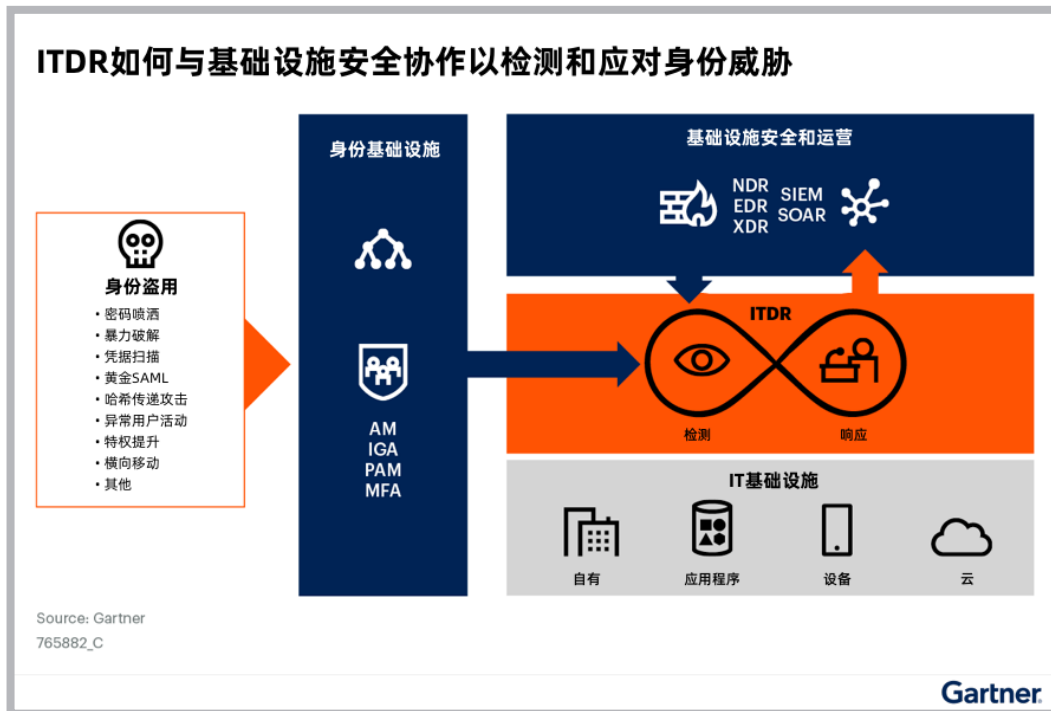 ITDR如何与基础设施安全协作以检测和应对身份威胁
身份盗用
• 密码喷洒
• 暴力破解
• 凭据扫描
• 黄金SAML
• 哈希传递攻击
• 异常用户活动
• 特权提升
• 横向移动
• 其他
身份基础设施
AM
IGA
PAM
MFA
基础设施安全和运营
NDR
EDR
XDR
SIEM
SOAR
ITDR
检测
响应
IT基础设施
自有
应用程序
设备
云
Source: Gartner
765882_C
Gartner.